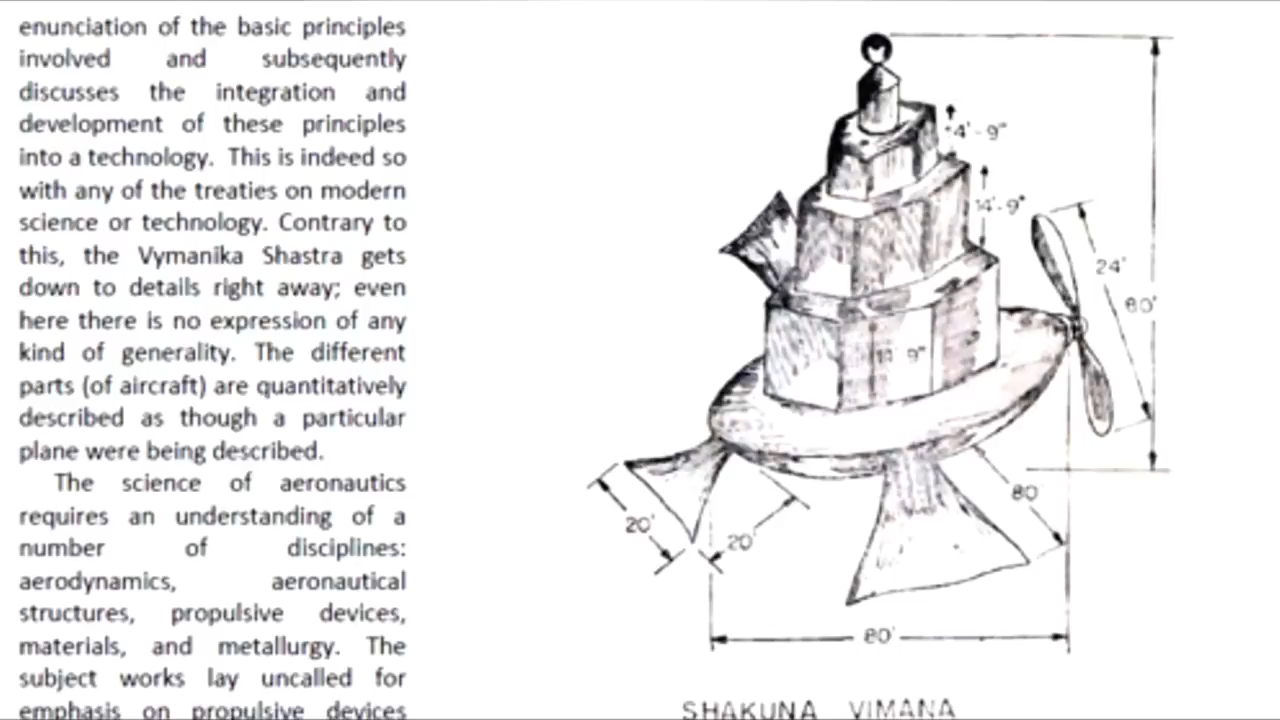 enunciation of the basic principles
involved and subsequently
discusses the integration and
development of these principles
into a technology. This is indeed so
with any of the treaties on modern
science or technology. Contrary to
this, the Vymanika Shastra gets
down to details right away; even
here there is no expression of any
kind of generality. The different
parts (of aircraft) are quantitatively
described as though a particular
plane were being described.
The science of aeronautics
requires an understanding of a
number of disciplines:
aerodynamics, aeronautical
structures, propulsive devices,
materials, and metallurgy. The
subject works lay uncalled for
emphasis on propulsive devices
4'-9"
14'-9"
24'
80'
20'
20'
80'
SHAKUNA VIMANA